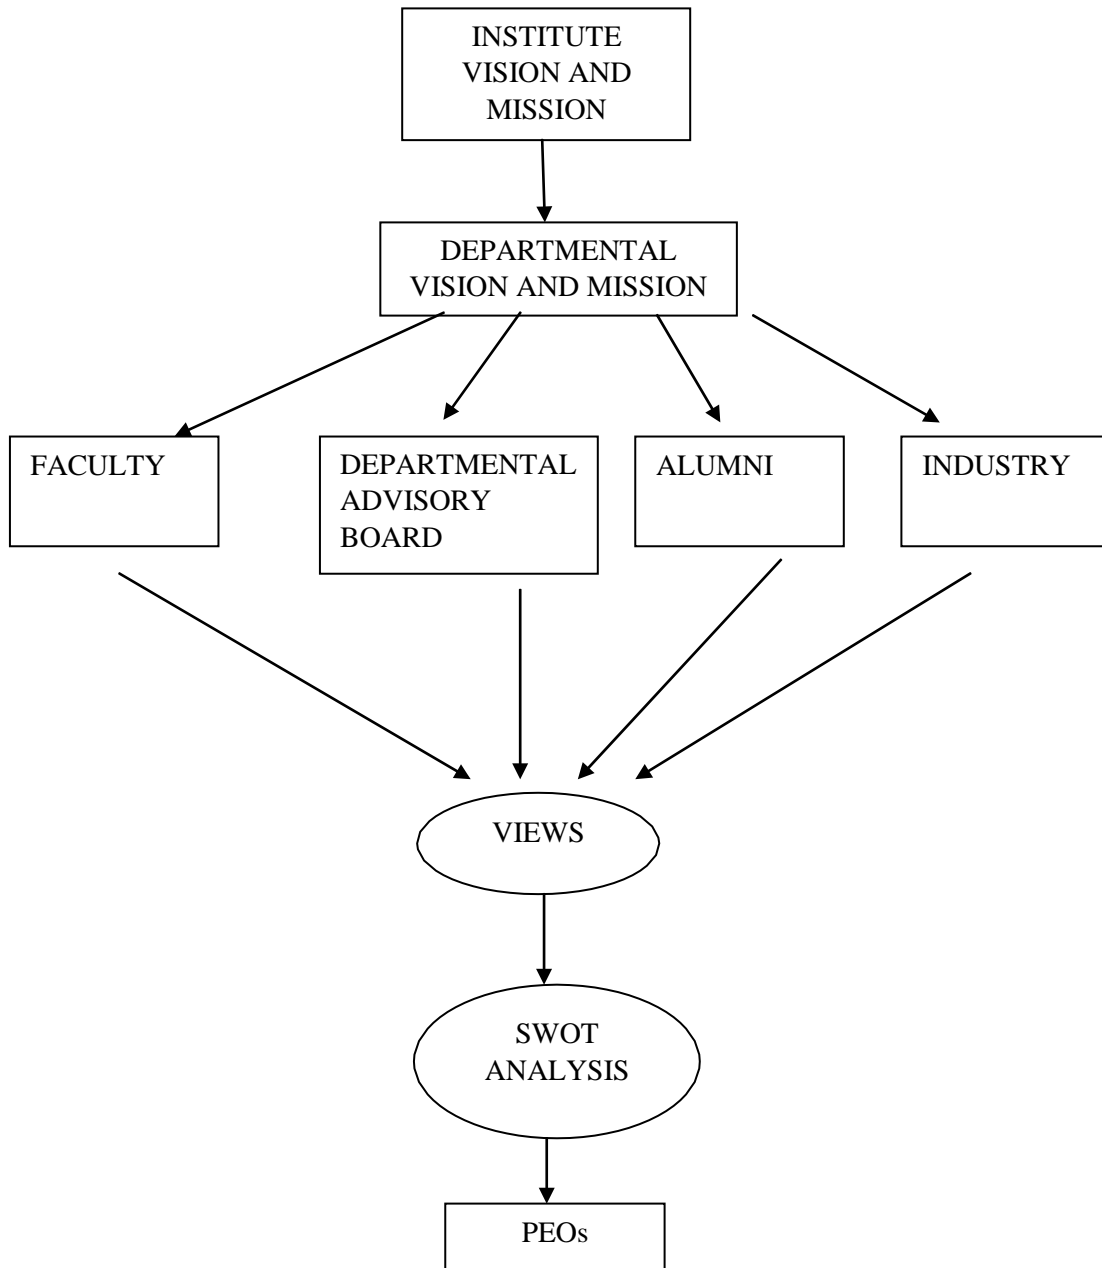 INSTITUTE
VISION AND
MISSION
DEPARTMENTAL
VISION AND MISSION
FACULTY
DEPARTMENTAL
ADVISORY
BOARD
ALUMNI
INDUSTRY
VIEWS
SWOT
ANALYSIS
PEOs